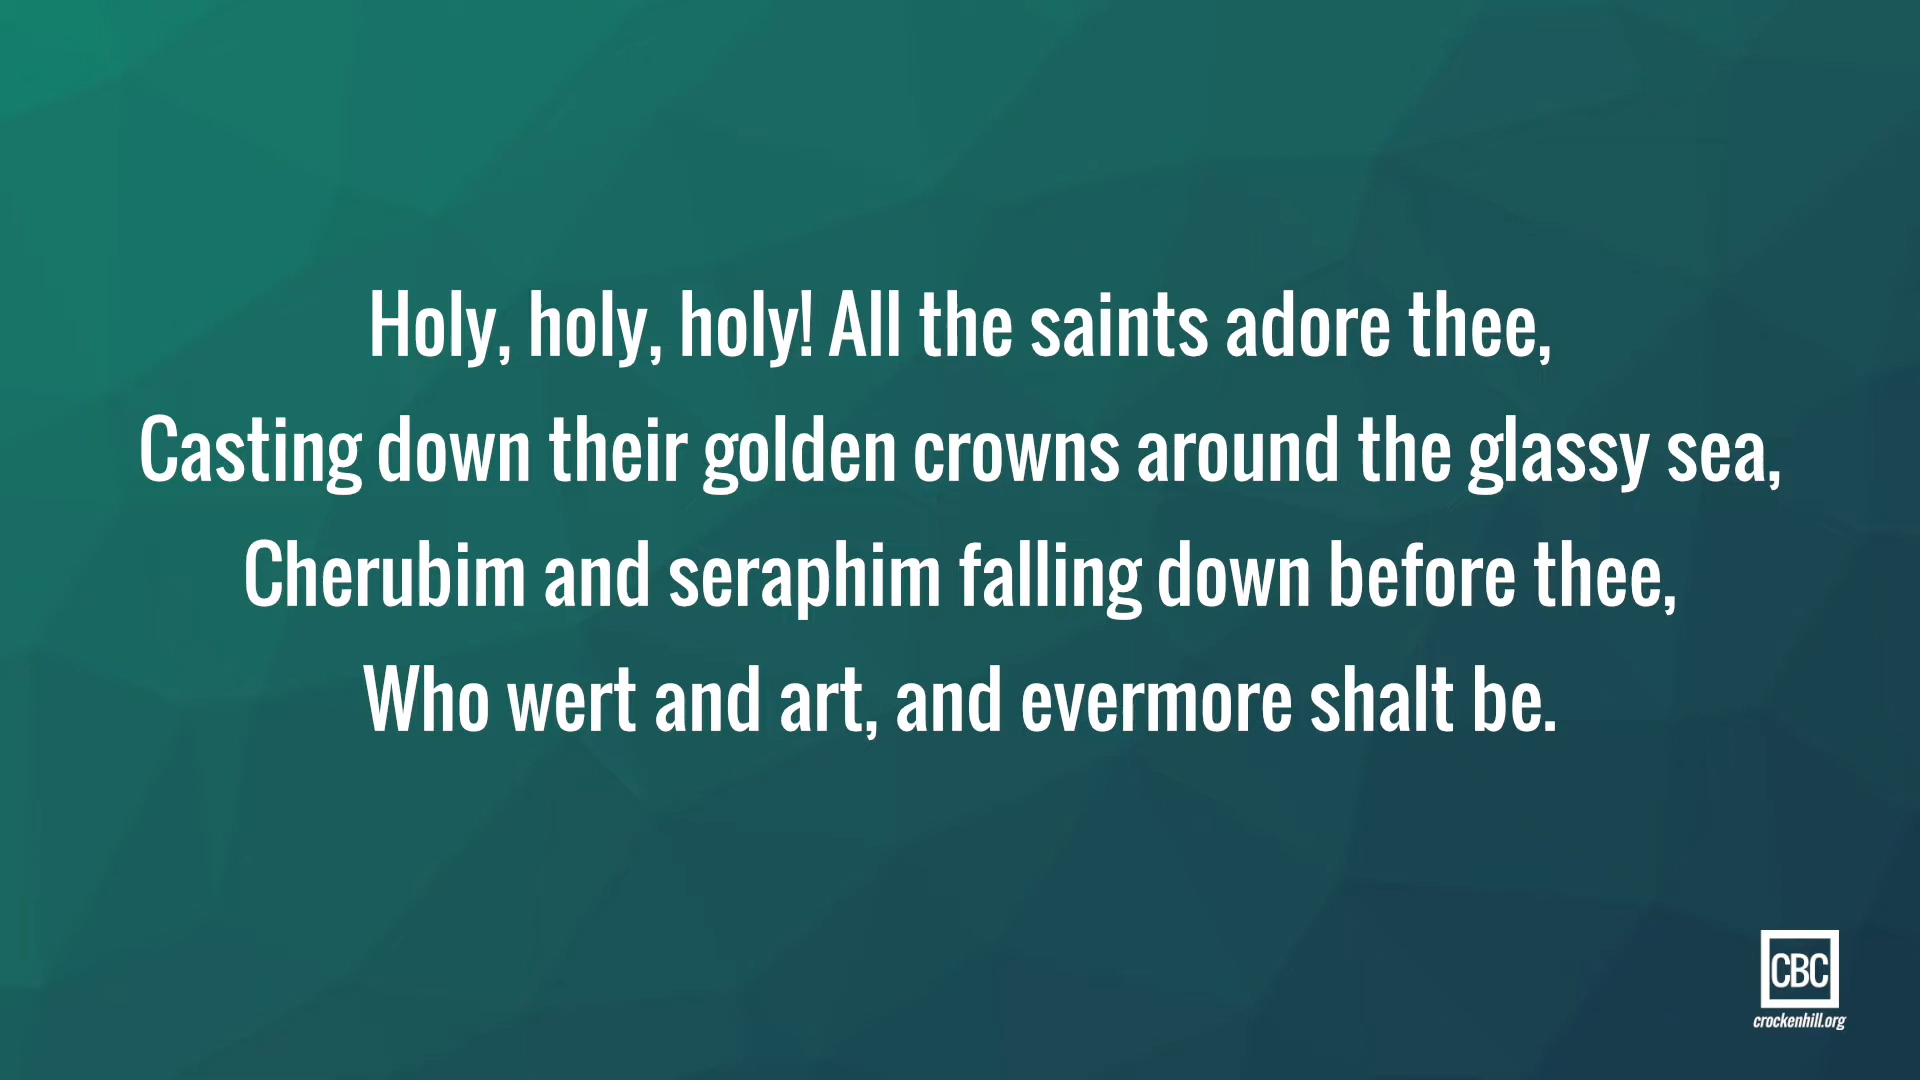 Holy, holy, holy! All the saints adore thee,
Casting down their golden crowns around the glassy sea,
Cherubim and seraphim falling down before thee,
Who wert and art, and evermore shalt be.
CBC
crockenhill.org